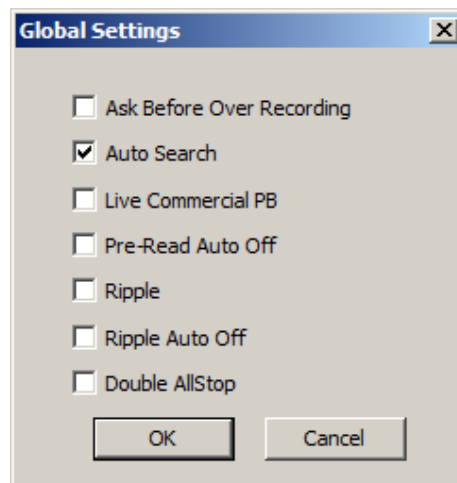 Global Settings
Ask Before Over Recording
Auto Search
Live Commercial PB
Pre-Read Auto Off
Ripple
Ripple Auto Off
Double AllStop
OK Cancel